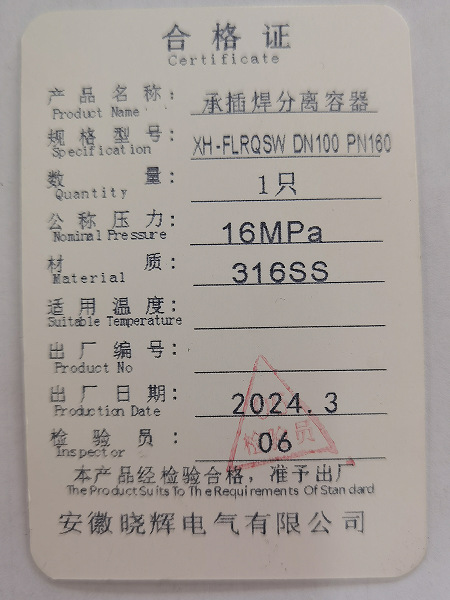 合格证
Certificate
产品名称: 承插焊分离容器
Product Name
规格型号: XH-FLRQSW DN100 PN160
Specification
数量: 1只
Quantity
公称压力: 16MPa
Nominal Pressure
材质: 316SS
Material
适用温度:
Suitable Temperature
出厂编号:
Product No
出厂日期: 2024.3
Production Date
检验员: 06
Inspector
检验员
本产品经检验合格，准予出厂
The Product Suits To The Requirements Of Standard
安徽晓辉电气有限公司